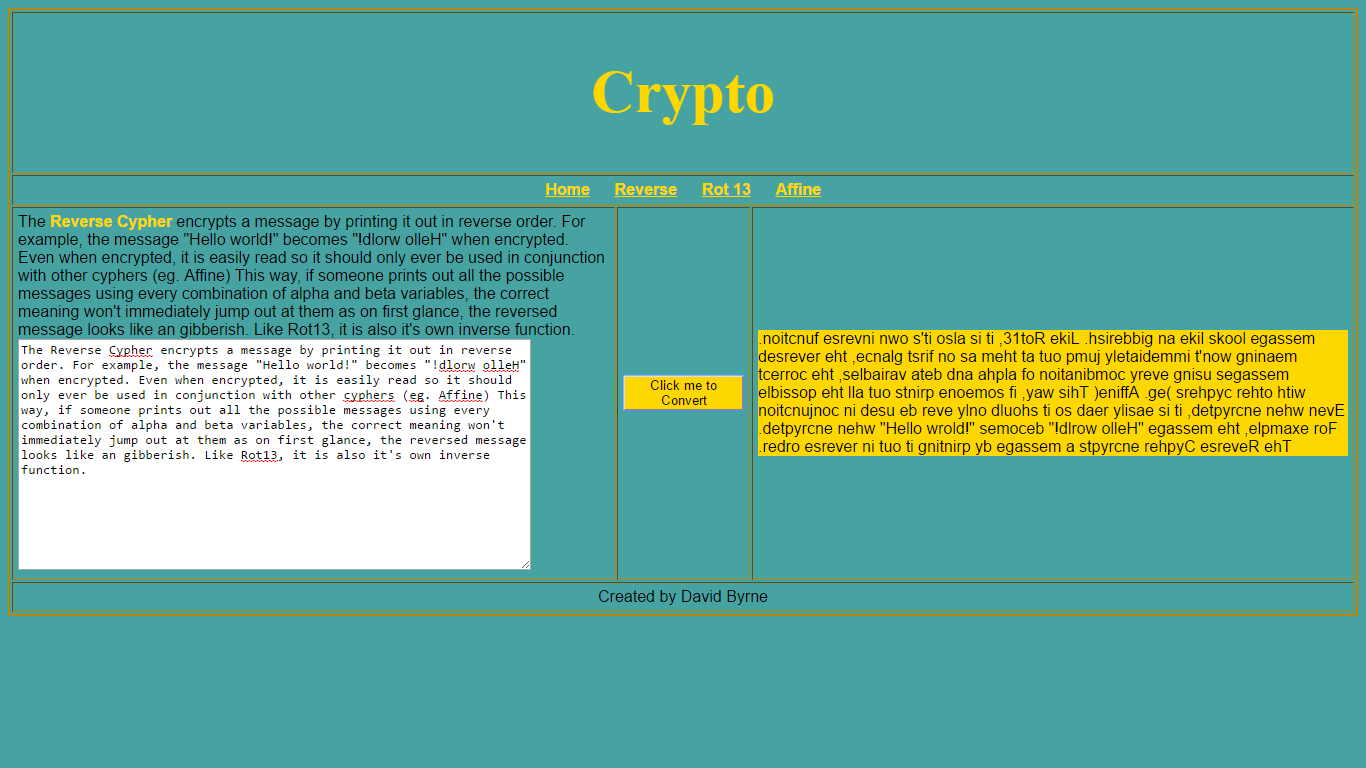 Crypto
Home Reverse Rot 13 Affine
The Reverse Cypher encrypts a message by printing it out in reverse order. For
example, the message "Hello world!" becomes "!dlorw olleH" when encrypted.
Even when encrypted, it is easily read so it should only ever be used in conjunction
with other cyphers (eg. Affine) This way, if someone prints out all the possible
messages using every combination of alpha and beta variables, the correct
meaning won't immediately jump out at them as on first glance, the reversed
message looks like an gibberish. Like Rot13, it is also it's own inverse function.
The Reverse Cypher encrypts a message by printing it out in reverse
order. For example, the message "Hello world!" becomes "!dlorw olleH"
when encrypted. Even when encrypted, it is easily read so it should
only ever be used in conjunction with other cyphers (eg. Affine) This
way, if someone prints out all the possible messages using every
combination of alpha and beta variables, the correct meaning won't
immediately jump out at them as on first glance, the reversed message
looks like an gibberish. Like Rot13, it is also it's own inverse
function.
Click me to
Convert
.noitcnuf esrevni nwo s'ti osla si ti ,31toR ekiL .hsirebbig na ekil skool egassem
desrever eht ,ecnalg tsrif no sa meht ta tuo pmuj yletaidemmi t'now gninaem
tcerroc eht ,selbairav ateb dna ahpla fo noitanibmoc yreve gnisu segassem
elbissop eht lla tuo stnirp enoemos fi ,yaw sihT )eniffA .ge( srehpyc rehto htiw
noitcnujnoc ni desu eb reve ylno dluohs ti os daer ylisae si ti ,detpyrcne nehw nevE
.detpyrcne nehw "Hello wrold!" semoceb "!dlrow olleH" egassem eht ,elpmaxe roF
.redro esrever ni tuo ti gnitnirp yb egassem a stpyrcne rehpyC esreveR ehT
Created by David Byrne